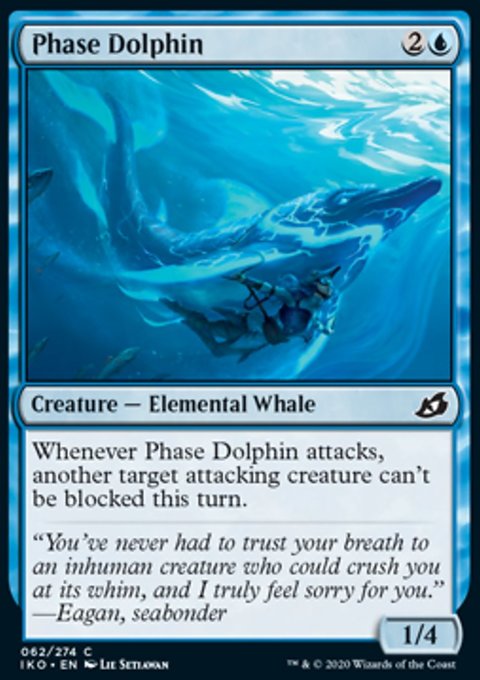 Phase Dolphin 2
Creature — Elemental Whale
Whenever Phase Dolphin attacks,
another target attacking creature can't
be blocked this turn.
“You've never had to trust your breath to
an inhuman creature who could crush you
at its whim, and I truly feel sorry for you.”
—Eagan, seabonder
1/4
062/274 C
IKO • EN Lie Setiawan
™ & © 2020 Wizards of the Coast